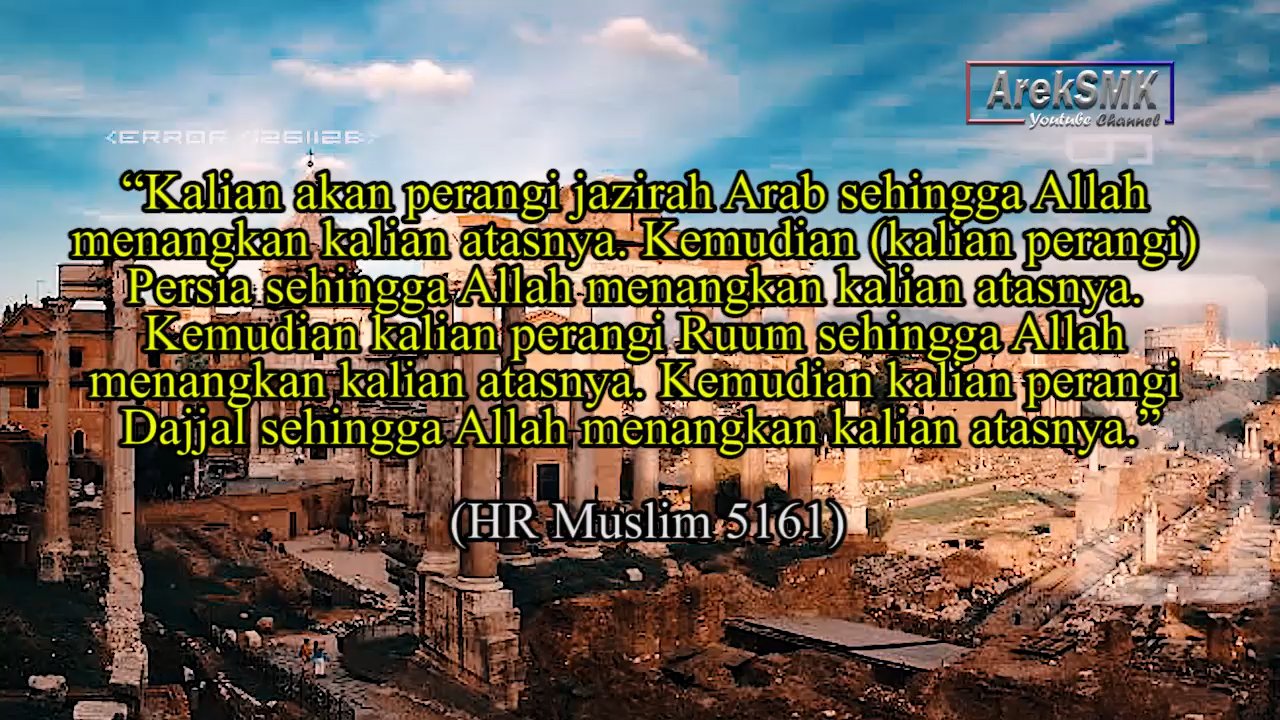 ArekSMK
Youtube Channel
<ERROR 1261126>
“Kalian akan perangi jazirah Arab sehingga Allah
menangkan kalian atasnya. Kemudian (kalian perangi)
Persia sehingga Allah menangkan kalian atasnya.
Kemudian kalian perangi Ruum sehingga Allah
menangkan kalian atasnya. Kemudian kalian perangi
Dajjal sehingga Allah menangkan kalian atasnya.”
(HR Muslim 5161)